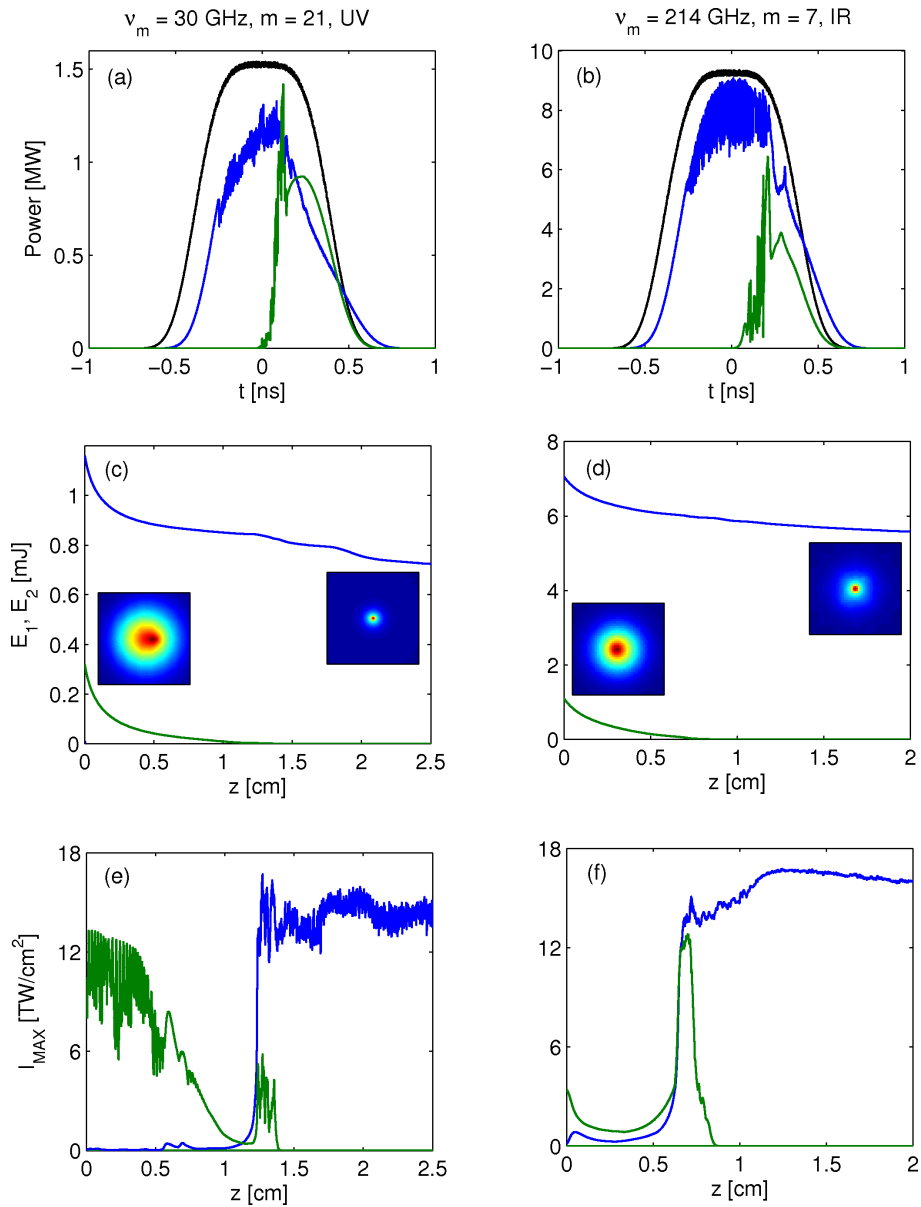 ν_m = 30 GHz, m = 21, UV
ν_m = 214 GHz, m = 7, IR
(a)
Power [MW]
1.5
1
0.5
0
−1 −0.5 0 0.5 1
t [ns]
(b)
10
8
6
4
2
0
−1 −0.5 0 0.5 1
t [ns]
(c)
E_1, E_2 [mJ]
1
0.8
0.6
0.4
0.2
0
0 0.5 1 1.5 2 2.5
z [cm]
(d)
8
6
4
2
0
0 0.5 1 1.5 2
z [cm]
(e)
I_MAX [TW/cm²]
18
12
6
0
0 0.5 1 1.5 2 2.5
z [cm]
(f)
18
12
6
0
0 0.5 1 1.5 2
z [cm]